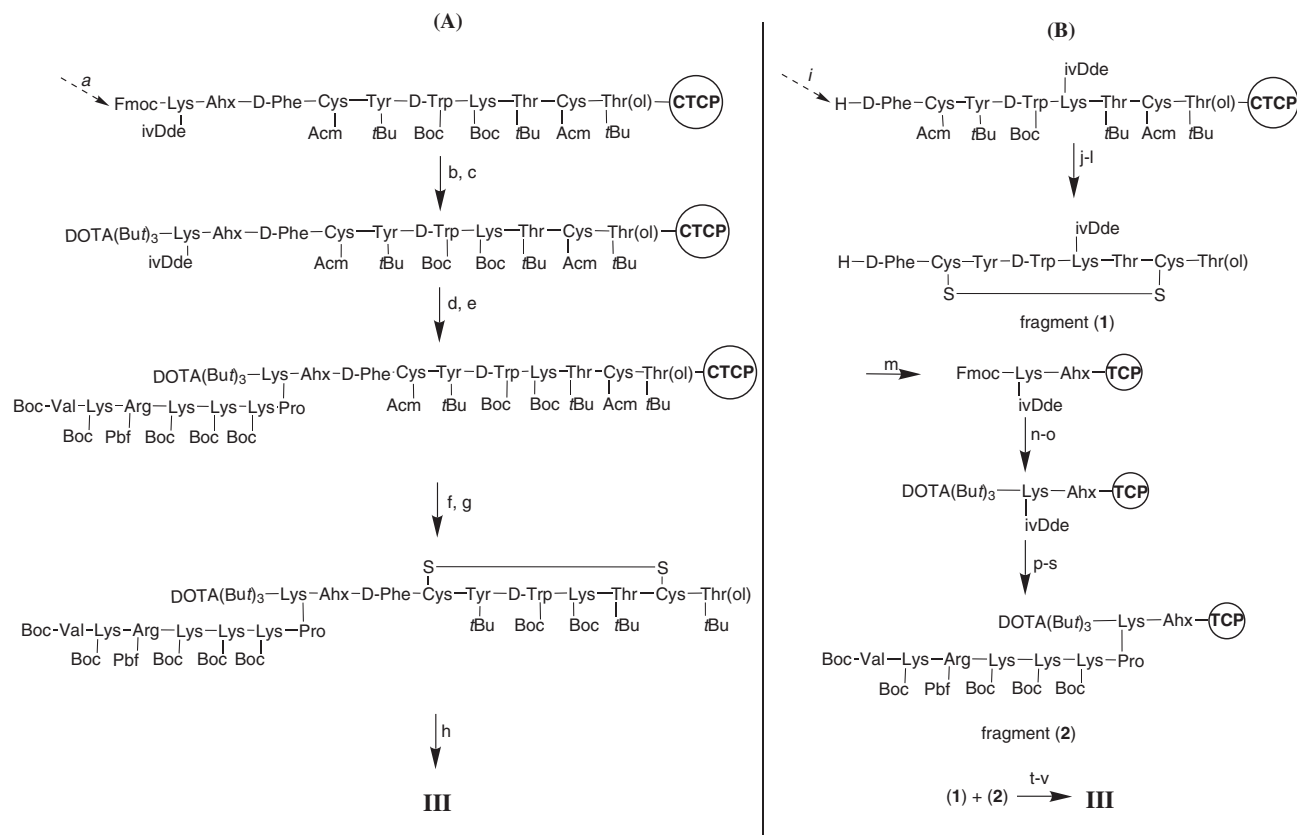 (A)
a
Fmoc—Lys—Ahx—D-Phe—Cys—Tyr—D-Trp—Lys—Thr—Cys—Thr(ol)—CTCP
ivDde Acm tBu Boc Boc tBu Acm tBu
b, c
DOTA(But)3—Lys—Ahx—D-Phe—Cys—Tyr—D-Trp—Lys—Thr—Cys—Thr(ol)—CTCP
ivDde Acm tBu Boc Boc tBu Acm tBu
d, e
DOTA(But)3—Lys—Ahx—D-Phe—Cys—Tyr—D-Trp—Lys—Thr—Cys—Thr(ol)—CTCP
Boc-Val—Lys—Arg—Lys—Lys—Lys—Pro
Acm tBu Boc Boc tBu Acm tBu
Boc Pbf Boc Boc Boc
f, g
S S
DOTA(But)3—Lys—Ahx—D-Phe—Cys—Tyr—D-Trp—Lys—Thr—Cys—Thr(ol)
Boc-Val—Lys—Arg—Lys—Lys—Lys—Pro
tBu Boc Boc tBu tBu
Boc Pbf Boc Boc Boc
h
III
(B)
i
ivDde
H—D-Phe—Cys—Tyr—D-Trp—Lys—Thr—Cys—Thr(ol)—CTCP
Acm tBu Boc tBu Acm tBu
j-l
ivDde
H—D-Phe—Cys—Tyr—D-Trp—Lys—Thr—Cys—Thr(ol)
S S
fragment (1)
m
Fmoc—Lys—Ahx—TCP
ivDde
n-o
DOTA(But)3—Lys—Ahx—TCP
ivDde
p-s
DOTA(But)3—Lys—Ahx—TCP
Boc-Val—Lys—Arg—Lys—Lys—Lys—Pro
Boc Pbf Boc Boc Boc
fragment (2)
t-v
(1) + (2) III